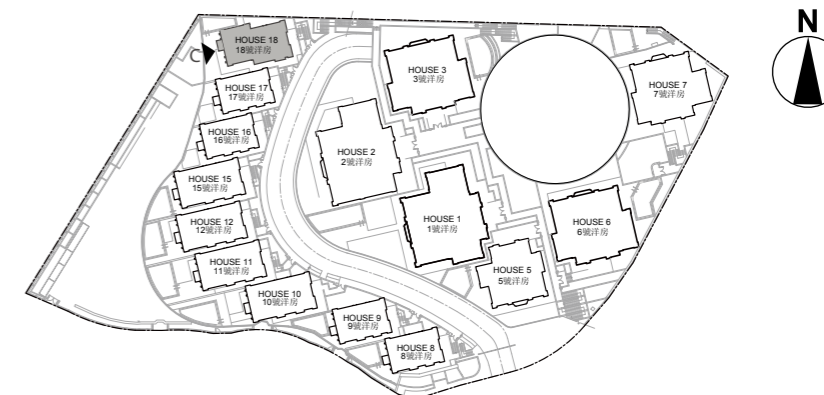 N
HOUSE 18
18號洋房
C
HOUSE 3
3號洋房
HOUSE 7
7號洋房
HOUSE 17
17號洋房
HOUSE 16
16號洋房
HOUSE 2
2號洋房
HOUSE 15
15號洋房
HOUSE 12
12號洋房
HOUSE 1
1號洋房
HOUSE 6
6號洋房
HOUSE 11
11號洋房
HOUSE 5
5號洋房
HOUSE 10
10號洋房
HOUSE 9
9號洋房
HOUSE 8
8號洋房